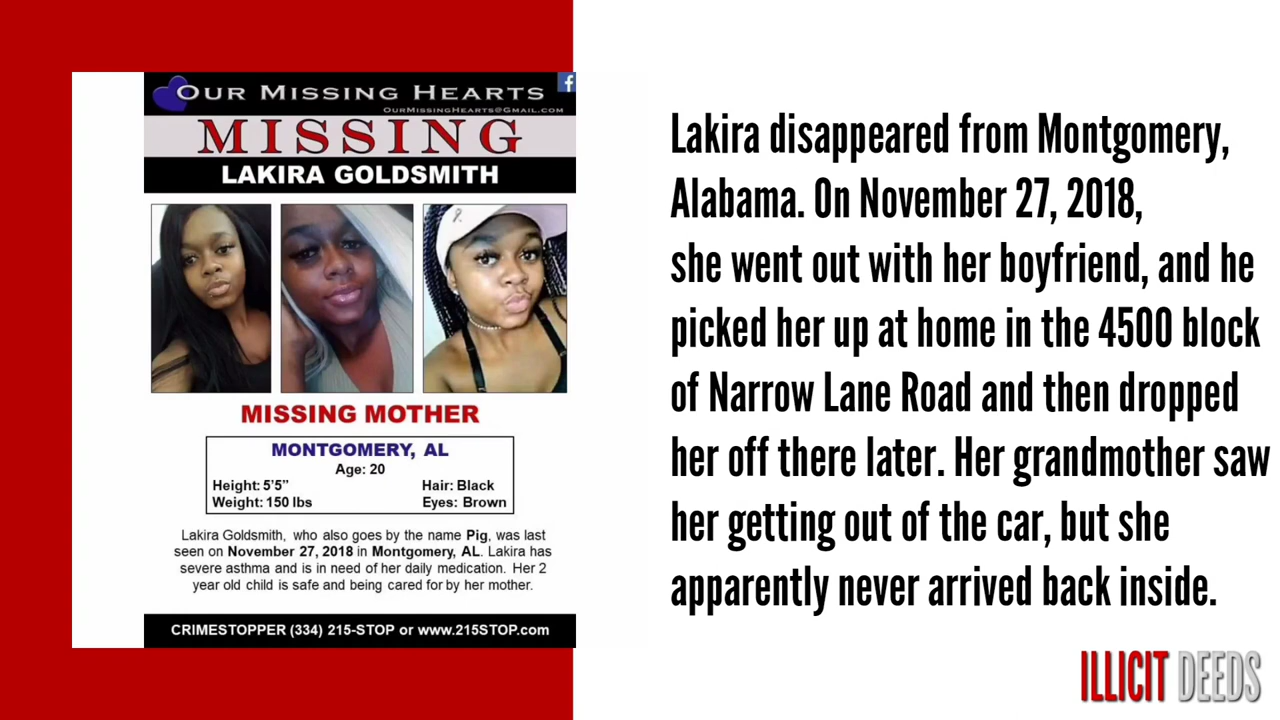 OUR MISSING HEARTS
OURMISSINGHEARTS@GMAIL.COM
MISSING
LAKIRA GOLDSMITH
MISSING MOTHER
MONTGOMERY, AL
Age: 20
Height: 5'5” Hair: Black
Weight: 150 lbs Eyes: Brown
Lakira Goldsmith, who also goes by the name Pig, was last
seen on November 27, 2018 in Montgomery, AL. Lakira has
severe asthma and is in need of her daily medication. Her 2
year old child is safe and being cared for by her mother.
CRIMESTOPPER (334) 215-STOP or www.215STOP.com
Lakira disappeared from Montgomery,
Alabama. On November 27, 2018,
she went out with her boyfriend, and he
picked her up at home in the 4500 block
of Narrow Lane Road and then dropped
her off there later. Her grandmother saw
her getting out of the car, but she
apparently never arrived back inside.
ILLICIT DEEDS